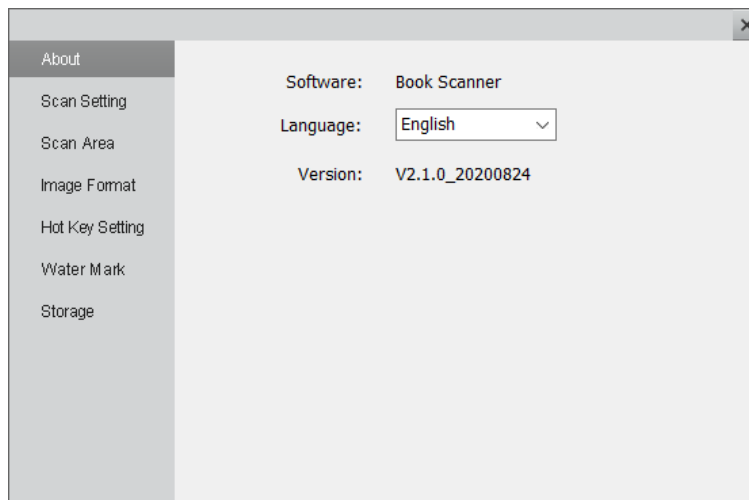 About
Scan Setting
Scan Area
Image Format
Hot Key Setting
Water Mark
Storage
Software: Book Scanner
Language: English
Version: V2.1.0_20200824